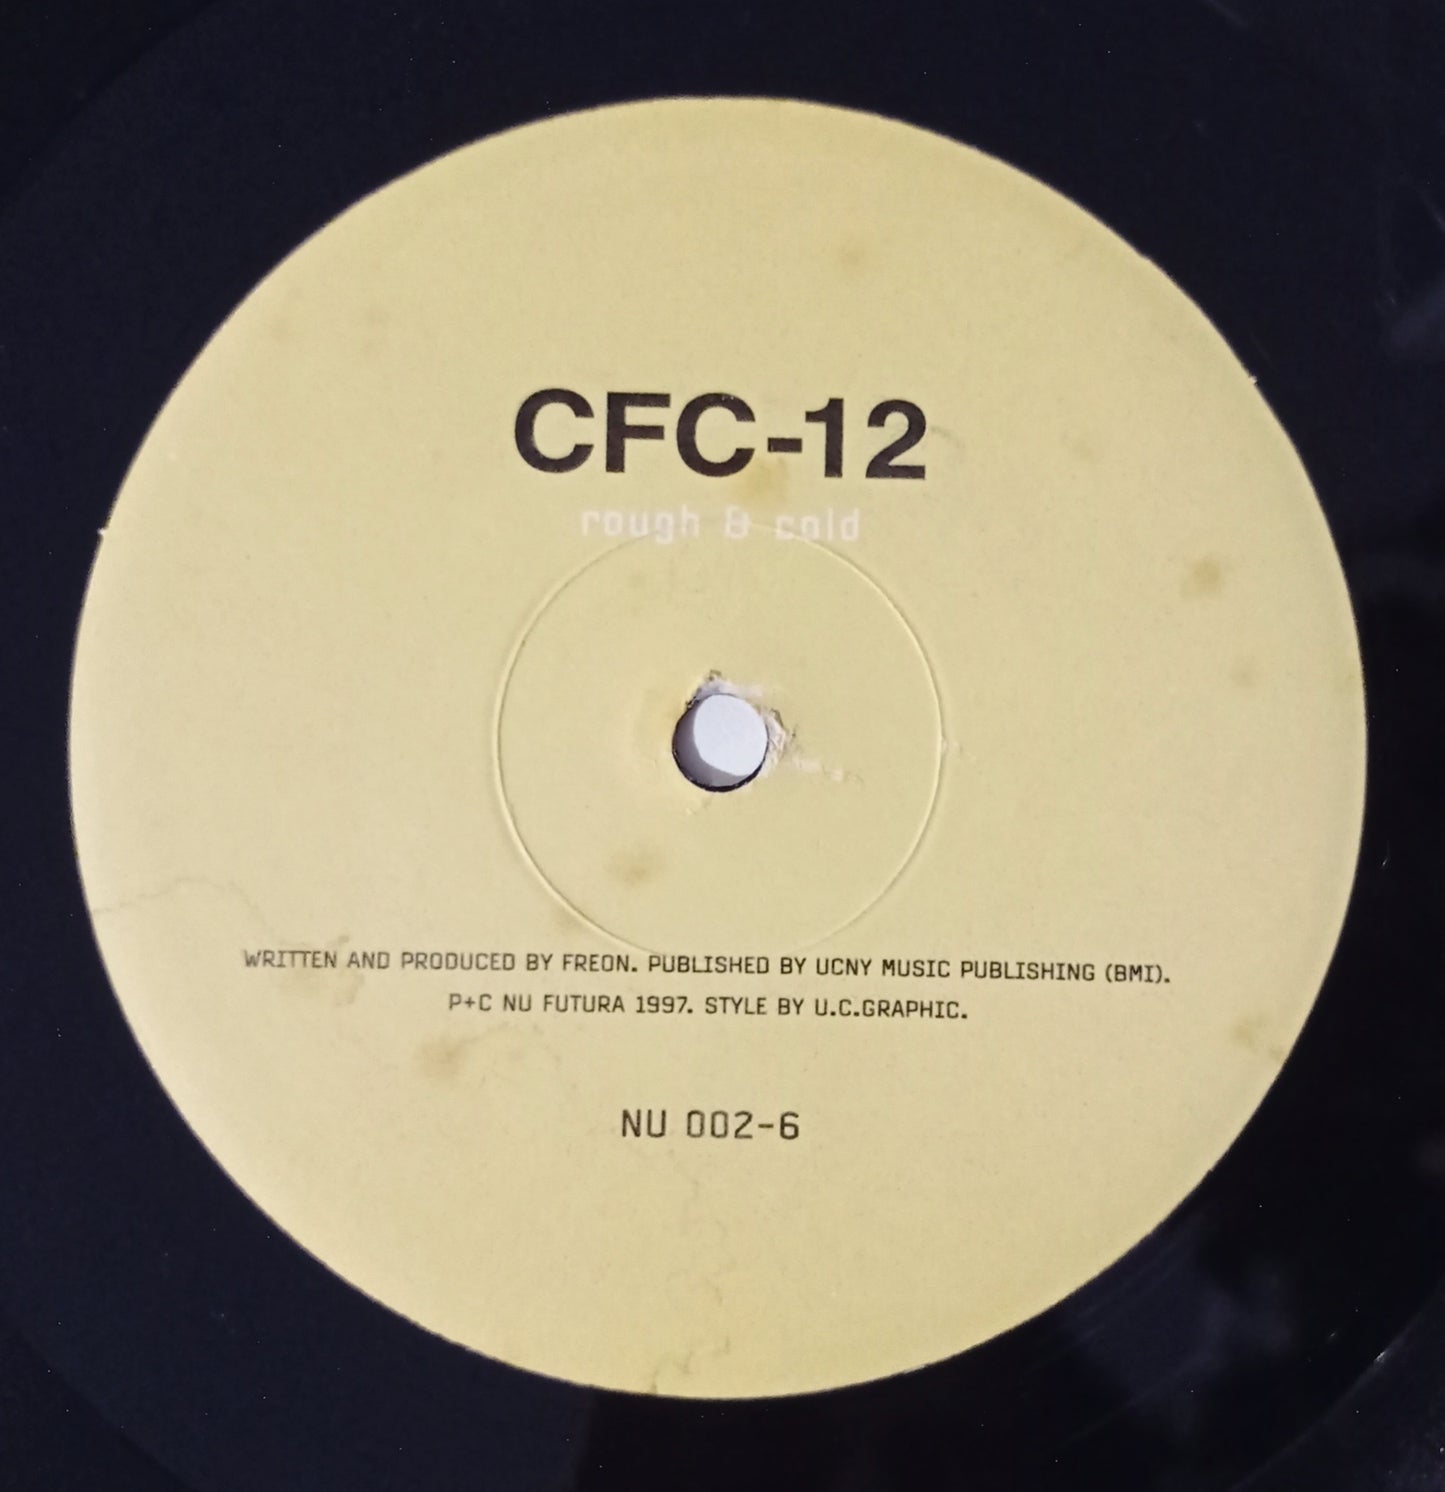 CFC-12
rough & cold
WRITTEN AND PRODUCED BY FREON. PUBLISHED BY UCNY MUSIC PUBLISHING (BMI).
P+C NU FUTURA 1997. STYLE BY U.C.GRAPHIC.
NU 002-6